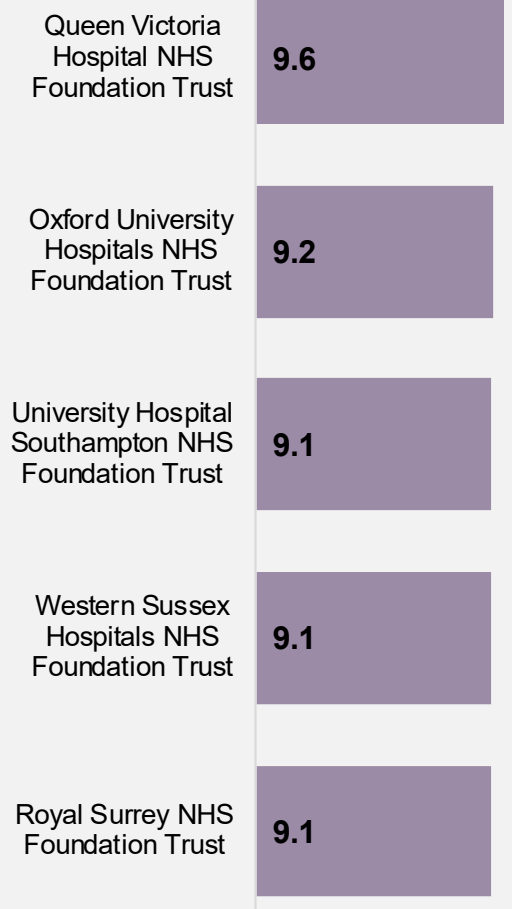 Queen Victoria
Hospital NHS
Foundation Trust
9.6
Oxford University
Hospitals NHS
Foundation Trust
9.2
University Hospital
Southampton NHS
Foundation Trust
9.1
Western Sussex
Hospitals NHS
Foundation Trust
9.1
Royal Surrey NHS
Foundation Trust
9.1